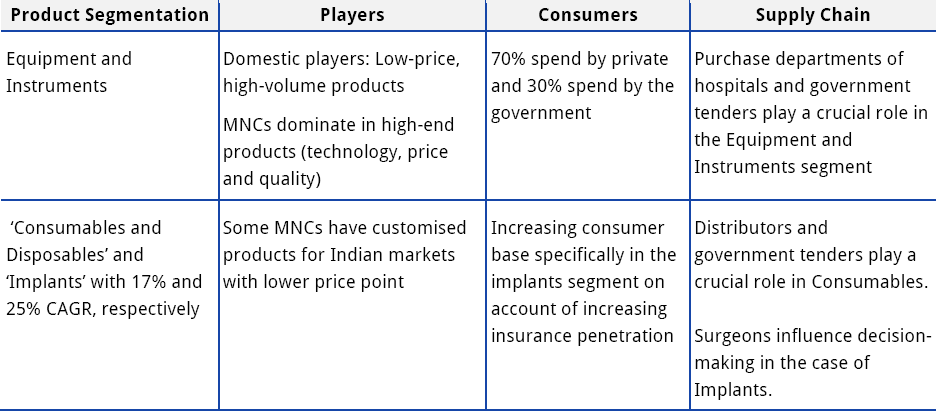 Product Segmentation
Players
Consumers
Supply Chain
Equipment and
Instruments
Domestic players: Low-price,
high-volume products
MNCs dominate in high-end
products (technology, price
and quality)
70% spend by private
and 30% spend by the
government
Purchase departments of
hospitals and government
tenders play a crucial role in
the Equipment and
Instruments segment
‘Consumables and
Disposables’ and
‘Implants’ with 17% and
25% CAGR, respectively
Some MNCs have customised
products for Indian markets
with lower price point
Increasing consumer
base specifically in the
implants segment on
account of increasing
insurance penetration
Distributors and
government tenders play a
crucial role in Consumables.
Surgeons influence decision-
making in the case of
Implants.